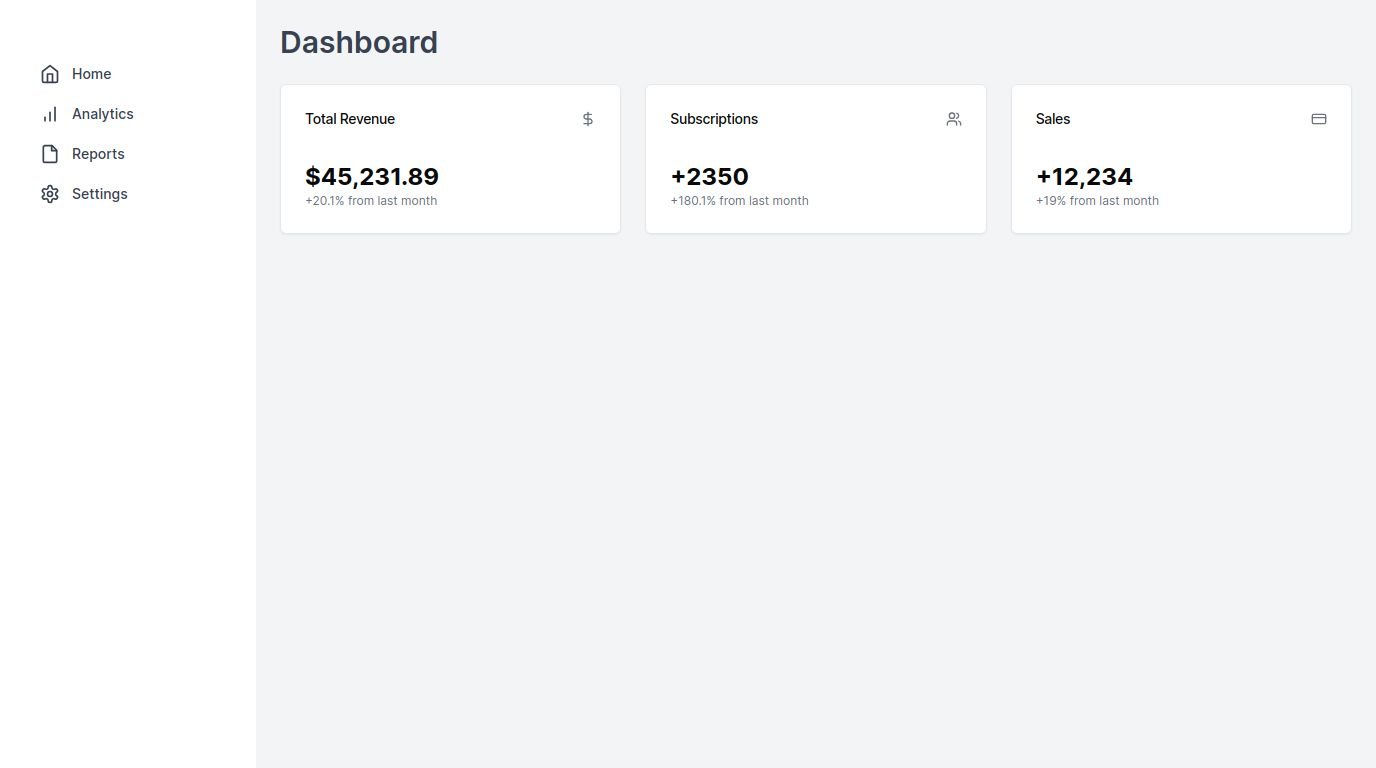 Home
Analytics
Reports
Settings
Dashboard
Total Revenue
$45,231.89
+20.1% from last month
Subscriptions
+2350
+180.1% from last month
Sales
+12,234
+19% from last month